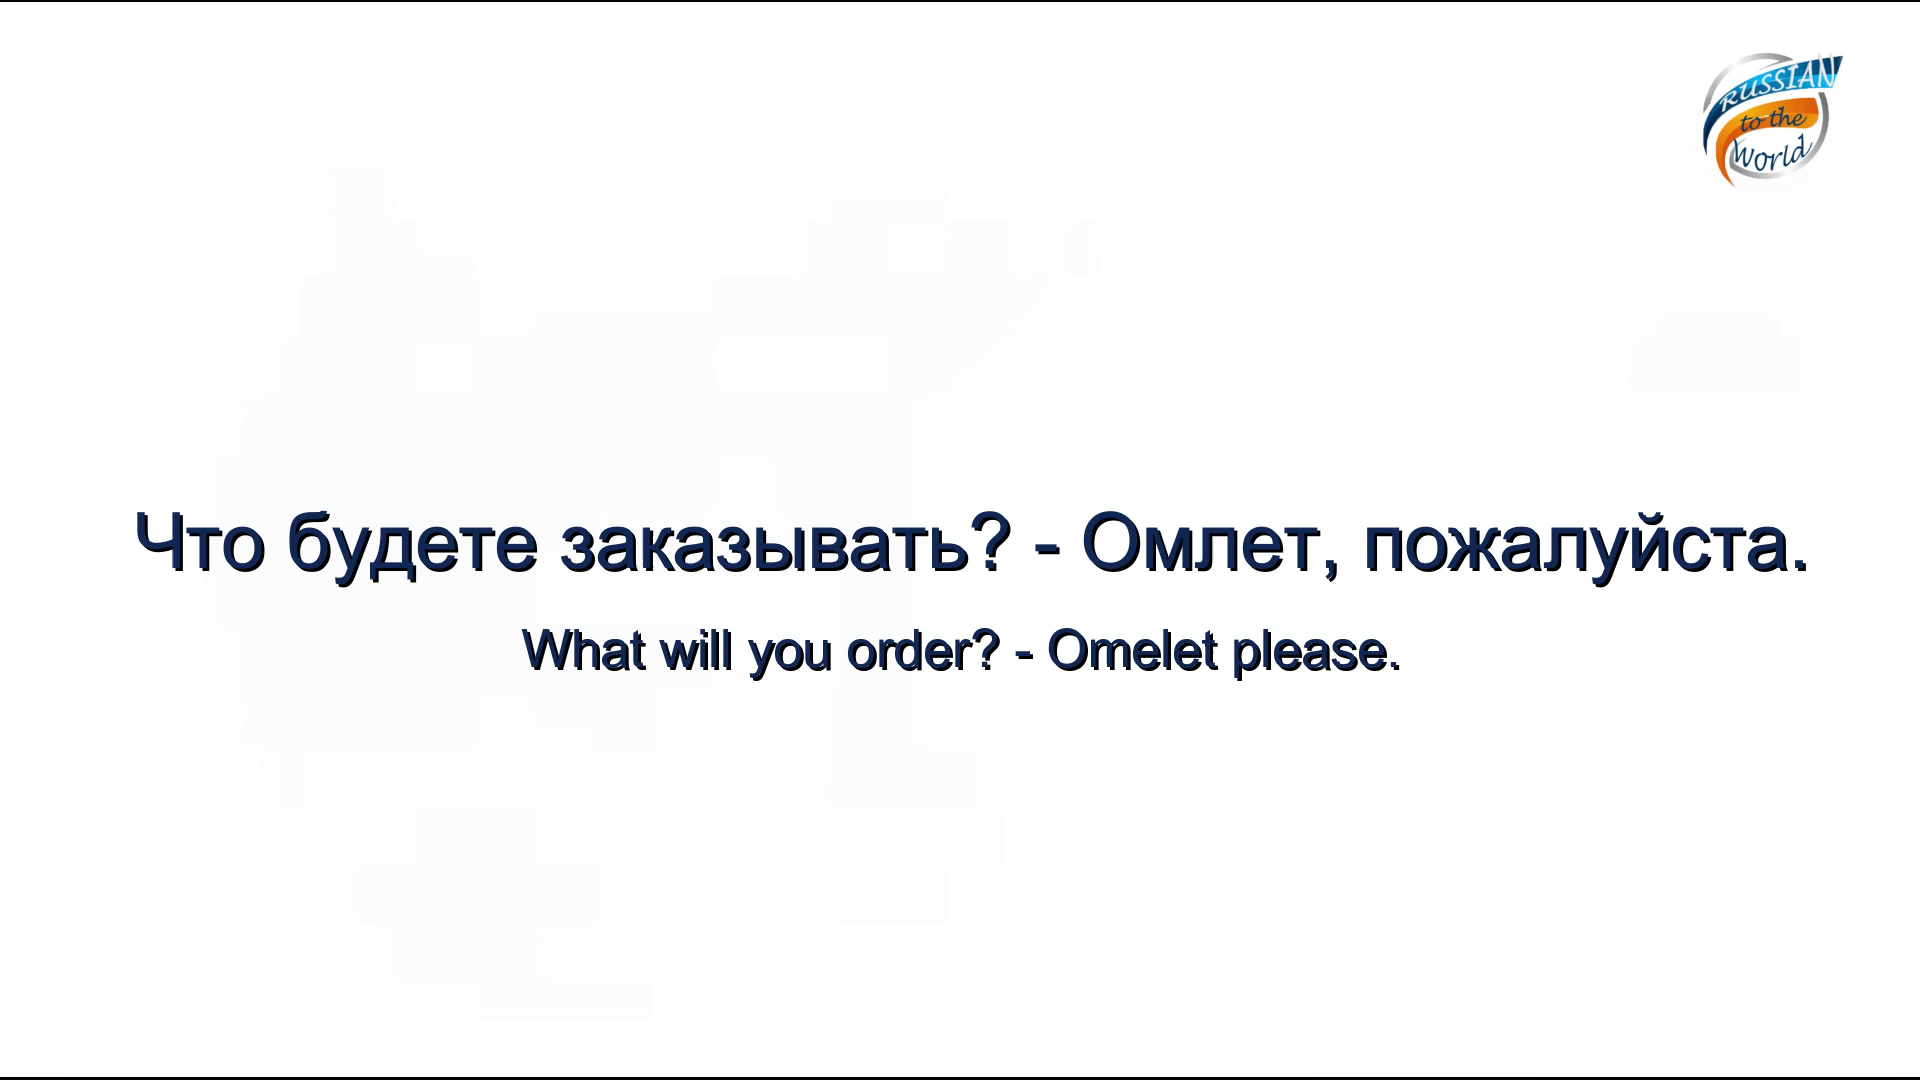 RUSSIAN
to the
World
Что будете заказывать? - Омлет, пожалуйста.
What will you order? - Omelet please.